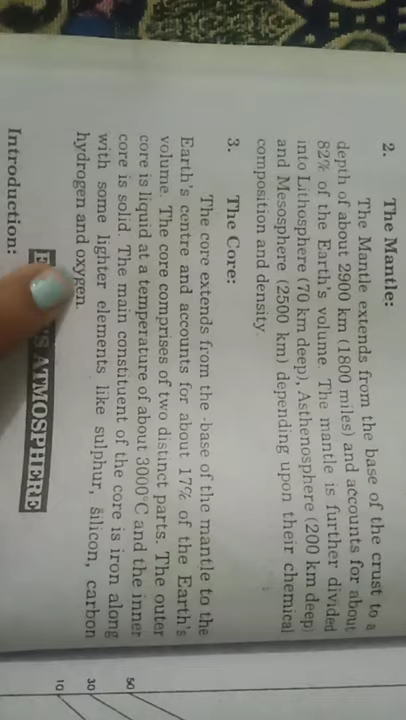 2. The Mantle:
The Mantle extends from the base of the crust to a
depth of about 2900 km (1800 miles) and accounts for about
82% of the Earth's volume. The mantle is further divided
into Lithosphere (70 km deep), Asthenosphere (200 km deep)
and Mesosphere (2500 km) depending upon their chemical
composition and density.
3. The Core:
The core extends from the base of the mantle to the
Earth's centre and accounts for about 17% of the Earth's
volume. The core comprises of two distinct parts. The outer
core is liquid at a temperature of about 3000°C and the inner
core is solid. The main constituent of the core is iron along
with some lighter elements like sulphur, silicon, carbon
hydrogen and oxygen.
S ATMOSPHERE
Introduction:
50
30
10